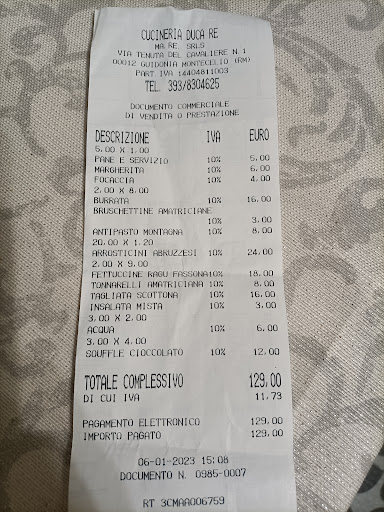 CUCINERIA DUCA RE
MA.RE. SRLS
VIA TENUTA DEL CAVALIERE N.1
00012 GUIDONIA MONTECELIO (RM)
PART.IVA 14404811003
TEL. 393/8304625
DOCUMENTO COMMERCIALE
DI VENDITA O PRESTAZIONE
DESCRIZIONE IVA EURO
5,00 X 1,00
PANE E SERVIZIO 10% 5,00
MARGHERITA 10% 6,00
FOCACCIA 10% 4,00
2,00 X 8,00
BURRATA 10% 16,00
BRUSCHETTINE AMATRICIANE
10% 3,00
ANTIPASTO MONTAGNA 10% 8,00
20,00 X 1,20
ARROSTICINI ABRUZZESI 10% 24,00
2,00 X 9,00
FETTUCCINE RAGU FASSONA10% 18,00
TONNARELLI AMATRICIANA 10% 8,00
TAGLIATA SCOTTONA 10% 16,00
INSALATA MISTA 10% 3,00
3,00 X 2,00
ACQUA 10% 6,00
3,00 X 4,00
SOUFFLE CIOCCOLATO 10% 12,00
TOTALE COMPLESSIVO 129,00
DI CUI IVA 11,73
PAGAMENTO ELETTRONICO 129,00
IMPORTO PAGATO 129,00
06-01-2023 15:08
DOCUMENTO N. 0985-0007
RT 3CMAA006759